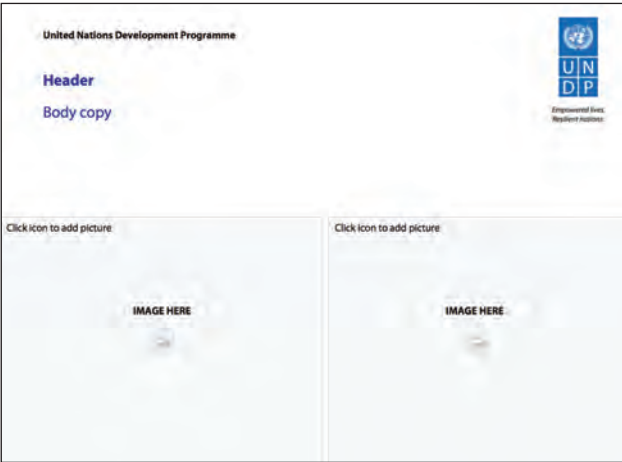 United Nations Development Programme
Header
Body copy
U N
D P
Empowered lives.
Resilient nations.
Click icon to add picture
Click icon to add picture
IMAGE HERE
IMAGE HERE